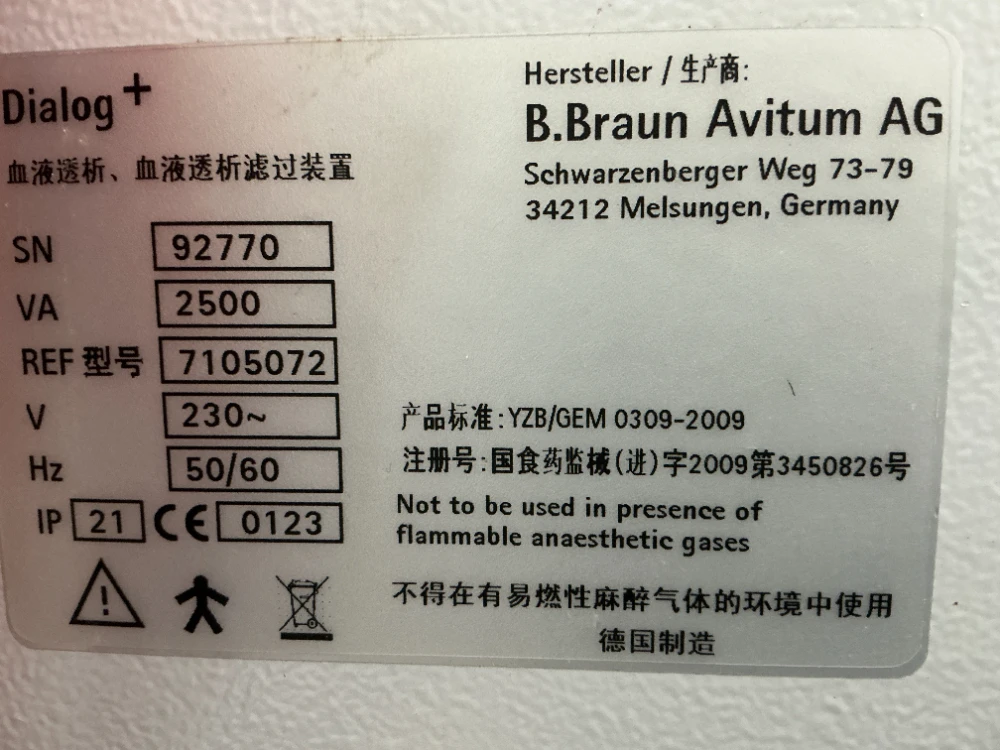 Dialog+
血液透析、血液透析滤过装置
SN 92770
VA 2500
REF 型号 7105072
V 230~
Hz 50/60
IP 21 CE 0123
Hersteller / 生产商:
B.Braun Avitum AG
Schwarzenberger Weg 73-79
34212 Melsungen, Germany
产品标准:YZB/GEM 0309-2009
注册号:国食药监械(进)字2009第3450826号
Not to be used in presence of
flammable anaesthetic gases
不得在有易燃性麻醉气体的环境中使用
德国制造